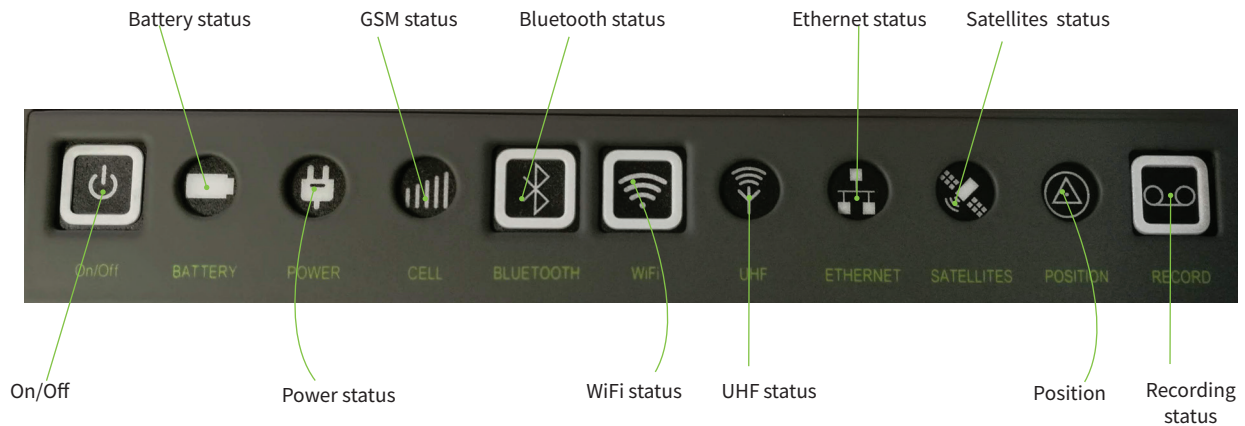 Battery status GSM status Bluetooth status Ethernet status Satellites status
On/Off BATTERY POWER CELL BLUETOOTH WiFi UHF ETHERNET SATELLITES POSITION RECORD
On/Off Power status WiFi status UHF status Position Recording
status